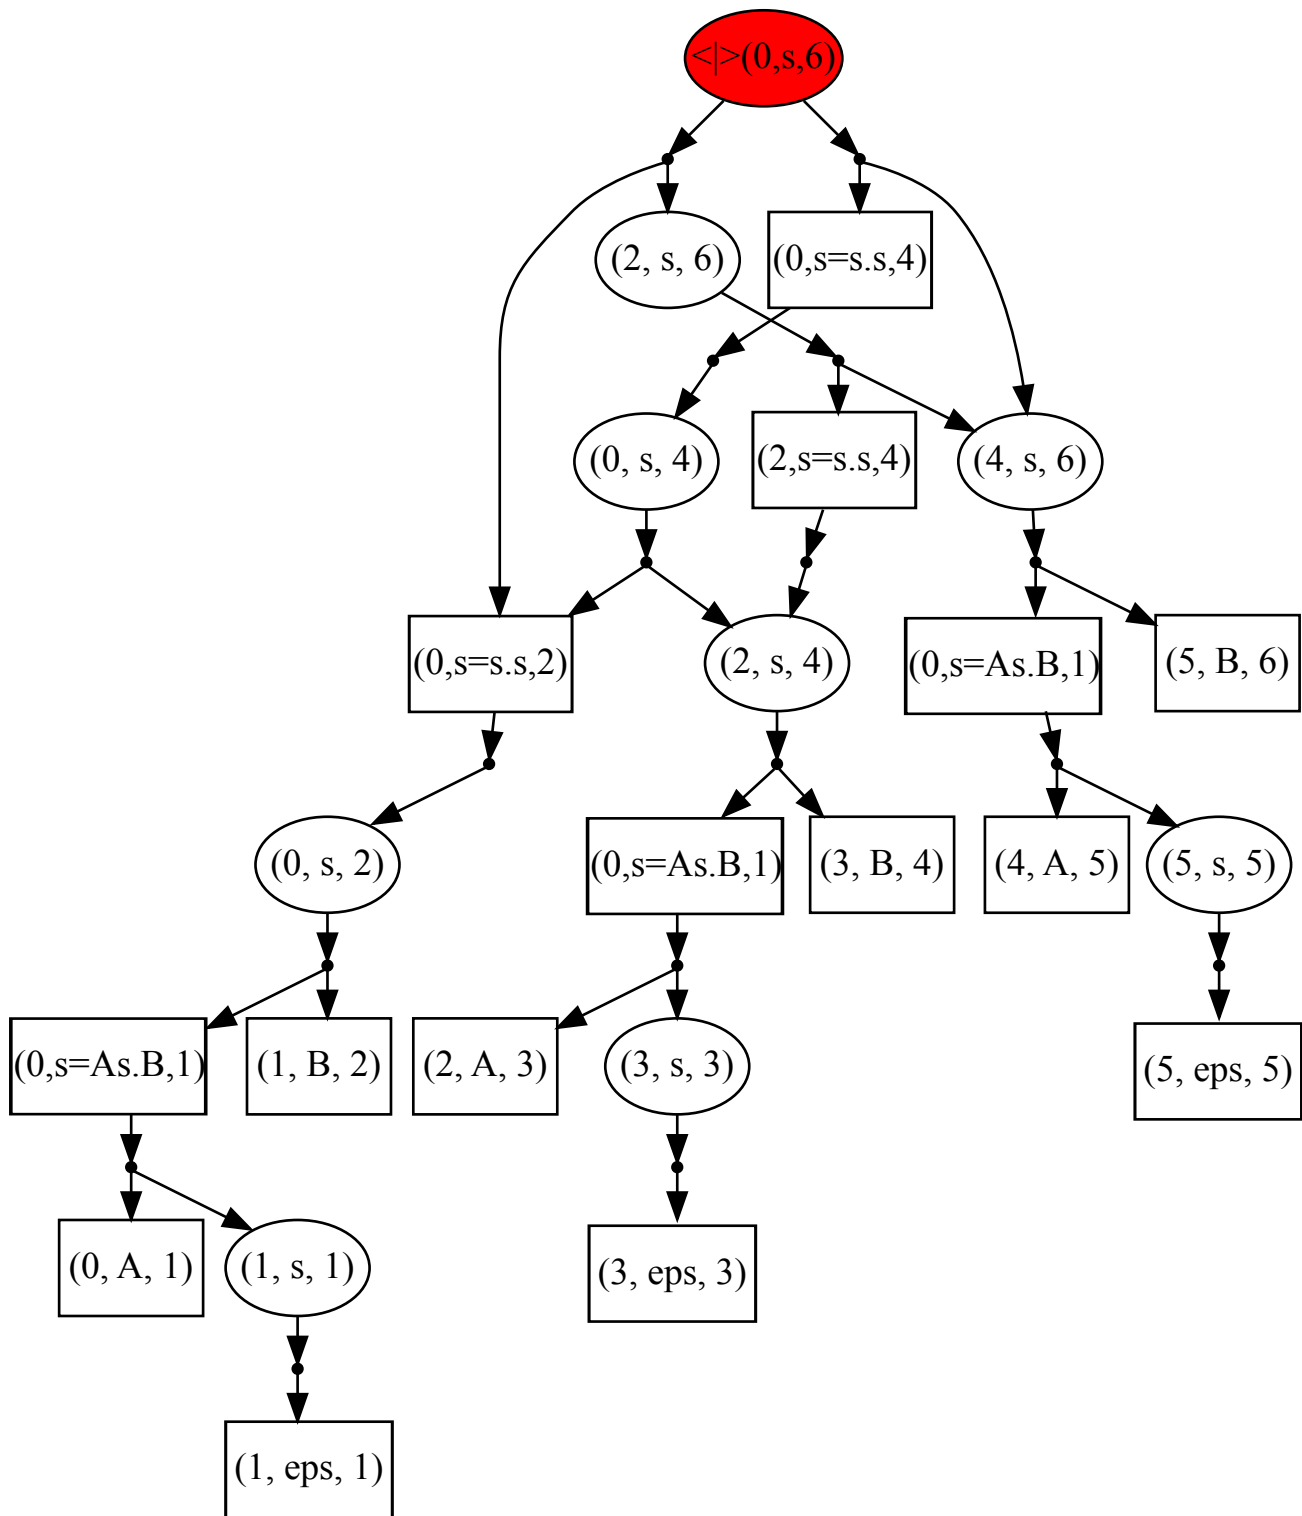 <|>(0,s,6)
(2, s, 6)
(0,s=s.s,4)
(0, s, 4)
(2,s=s.s,4)
(4, s, 6)
(0,s=s.s,2)
(2, s, 4)
(0,s=As.B,1)
(5, B, 6)
(0, s, 2)
(0,s=As.B,1)
(3, B, 4)
(4, A, 5)
(5, s, 5)
(0,s=As.B,1)
(1, B, 2)
(2, A, 3)
(3, s, 3)
(5, eps, 5)
(0, A, 1)
(1, s, 1)
(3, eps, 3)
(1, eps, 1)